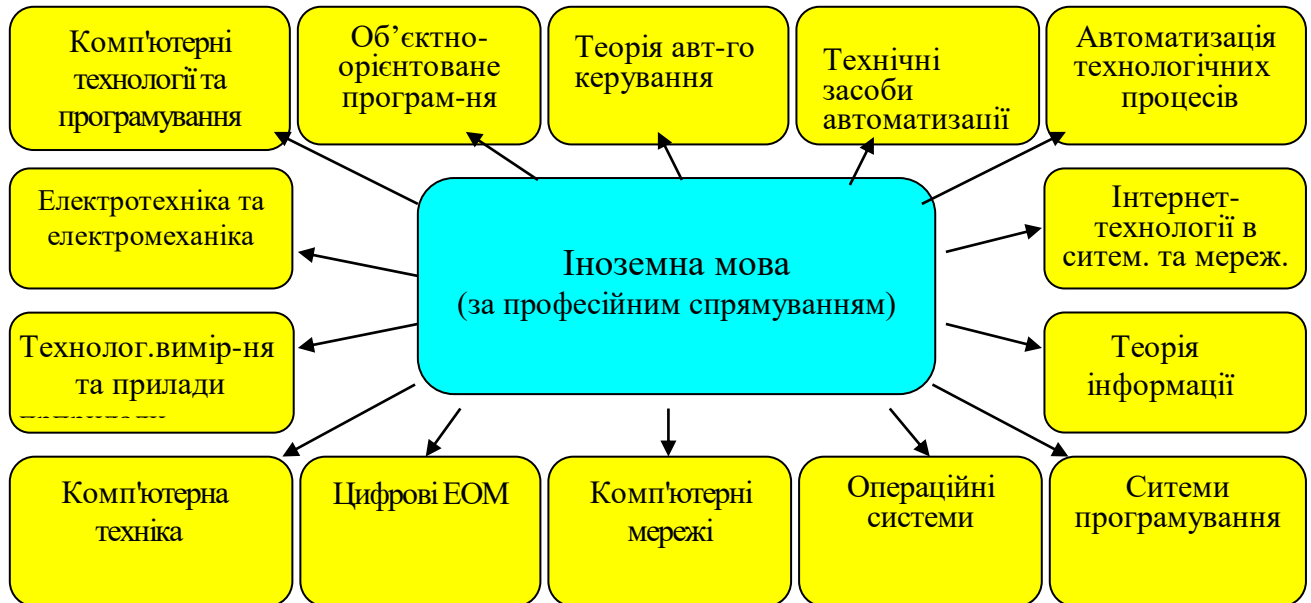 Комп'ютерні
технології та
програмування
Об’єктно-
орієнтоване
програм-ня
Теорія авт-го
керування
Технічні
засоби
автоматизації
Автоматизація
технологічних
процесів
Електротехніка та
електромеханіка
Іноземна мова
(за професійним спрямуванням)
Інтернет-
технології в
ситем. та мереж.
Технолог.вимір-ня
та прилади
Теорія
інформації
Комп'ютерна
техніка
Цифрові ЕОМ
Комп'ютерні
мережі
Операційні
системи
Ситеми
програмування